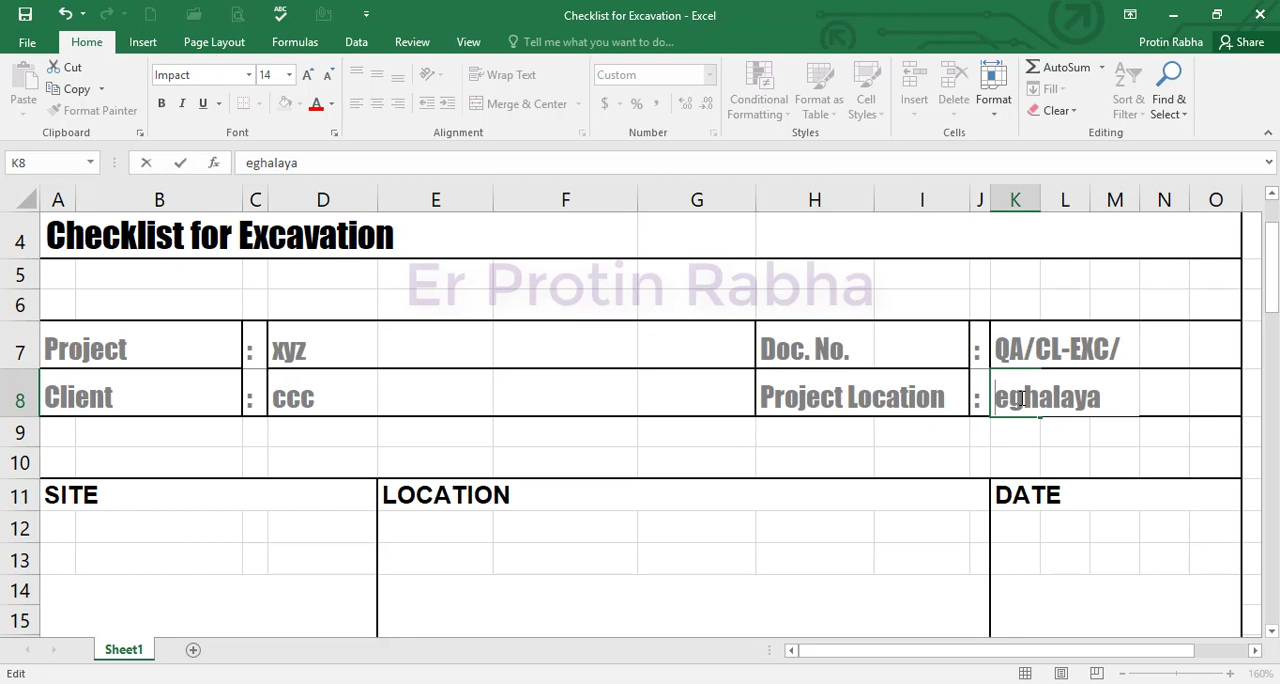 Checklist for Excavation - Excel
File Home Insert Page Layout Formulas Data Review View Tell me what you want to do... Protin Rabha Share
Paste
Cut
Copy
Format Painter
Clipboard
Impact 14
B I U
Font
Wrap Text
Merge & Center
Alignment
Custom
$ % ,
Number
Conditional Formatting
Format as Table
Cell Styles
Styles
Insert Delete Format
Cells
AutoSum
Fill
Clear
Sort & Filter
Find & Select
Editing
K8 fx eghalaya
A B C D E F G H I J K L M N O
4 Checklist for Excavation
5
Er Protin Rabha
6
7 Project : xyz Doc. No. : QA/CL-EXC/
8 Client : ccc Project Location : eghalaya
9
10
11 SITE LOCATION DATE
12
13
14
15
Sheet1
Edit 160%